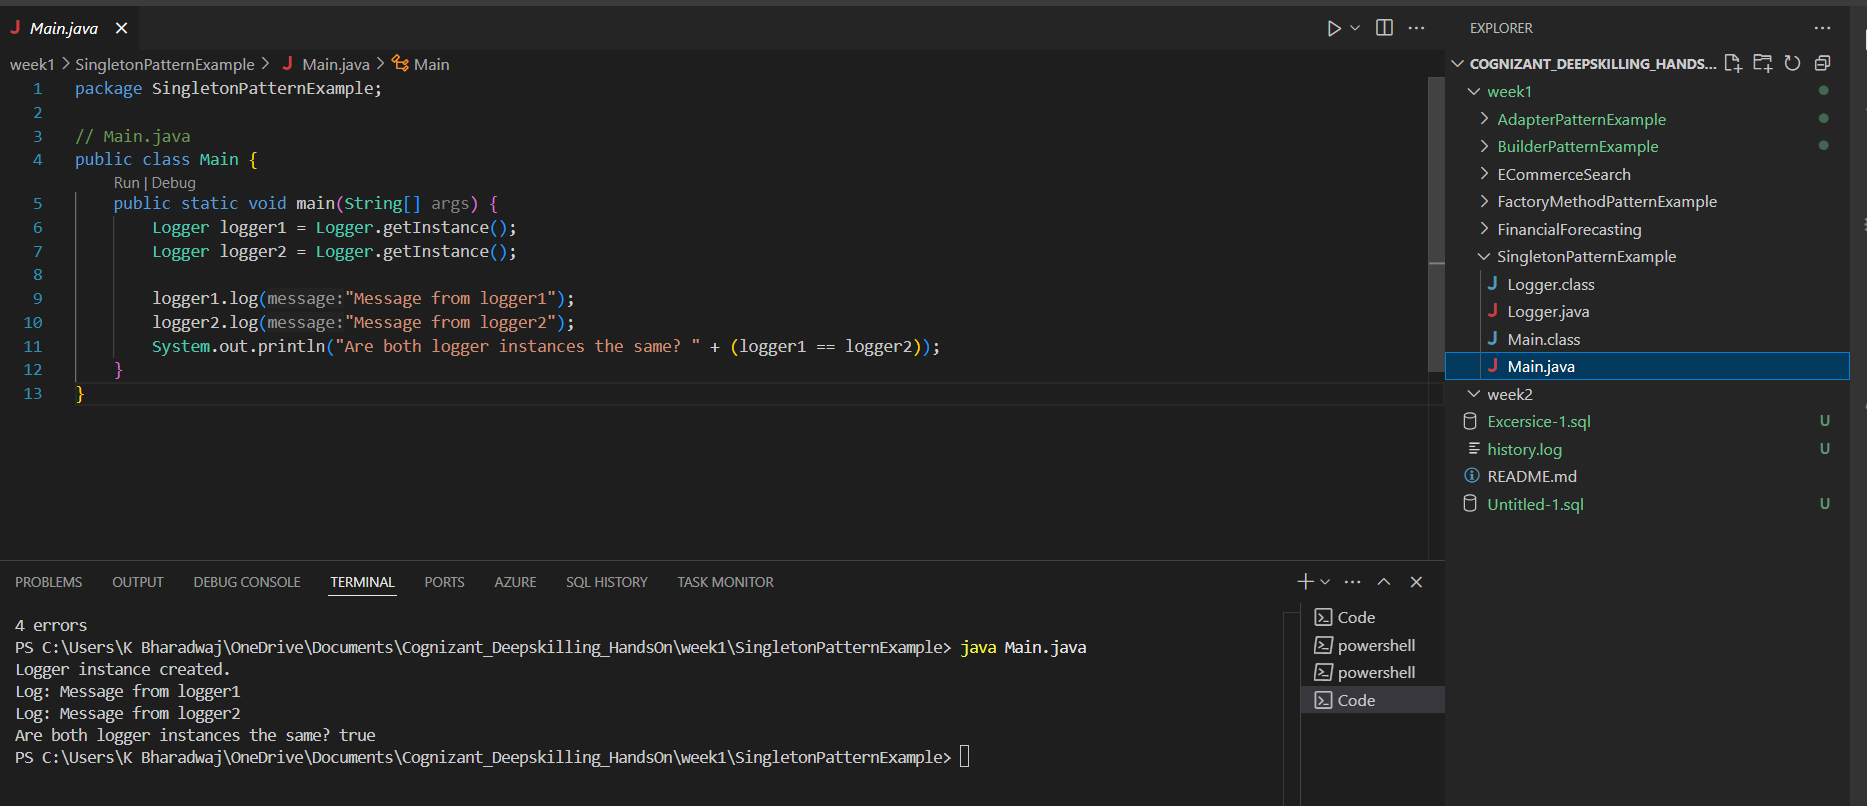 Main.java
week1 > SingletonPatternExample > Main.java > Main
1 package SingletonPatternExample;
2
3 // Main.java
4 public class Main {
Run | Debug
5 public static void main(String[] args) {
6 Logger logger1 = Logger.getInstance();
7 Logger logger2 = Logger.getInstance();
8
9 logger1.log(message:"Message from logger1");
10 logger2.log(message:"Message from logger2");
11 System.out.println("Are both logger instances the same? " + (logger1 == logger2));
12 }
13 }
PROBLEMS OUTPUT DEBUG CONSOLE TERMINAL PORTS AZURE SQL HISTORY TASK MONITOR
4 errors
PS C:\Users\K Bharadwaj\OneDrive\Documents\Cognizant_Deepskilling_HandsOn\week1\SingletonPatternExample> java Main.java
Logger instance created.
Log: Message from logger1
Log: Message from logger2
Are both logger instances the same? true
PS C:\Users\K Bharadwaj\OneDrive\Documents\Cognizant_Deepskilling_HandsOn\week1\SingletonPatternExample>
Code
powershell
powershell
Code
EXPLORER
COGNIZANT_DEEPSKILLING_HANDS...
week1
AdapterPatternExample
BuilderPatternExample
ECommerceSearch
FactoryMethodPatternExample
FinancialForecasting
SingletonPatternExample
Logger.class
Logger.java
Main.class
Main.java
week2
Excersice-1.sql U
history.log U
README.md
Untitled-1.sql U